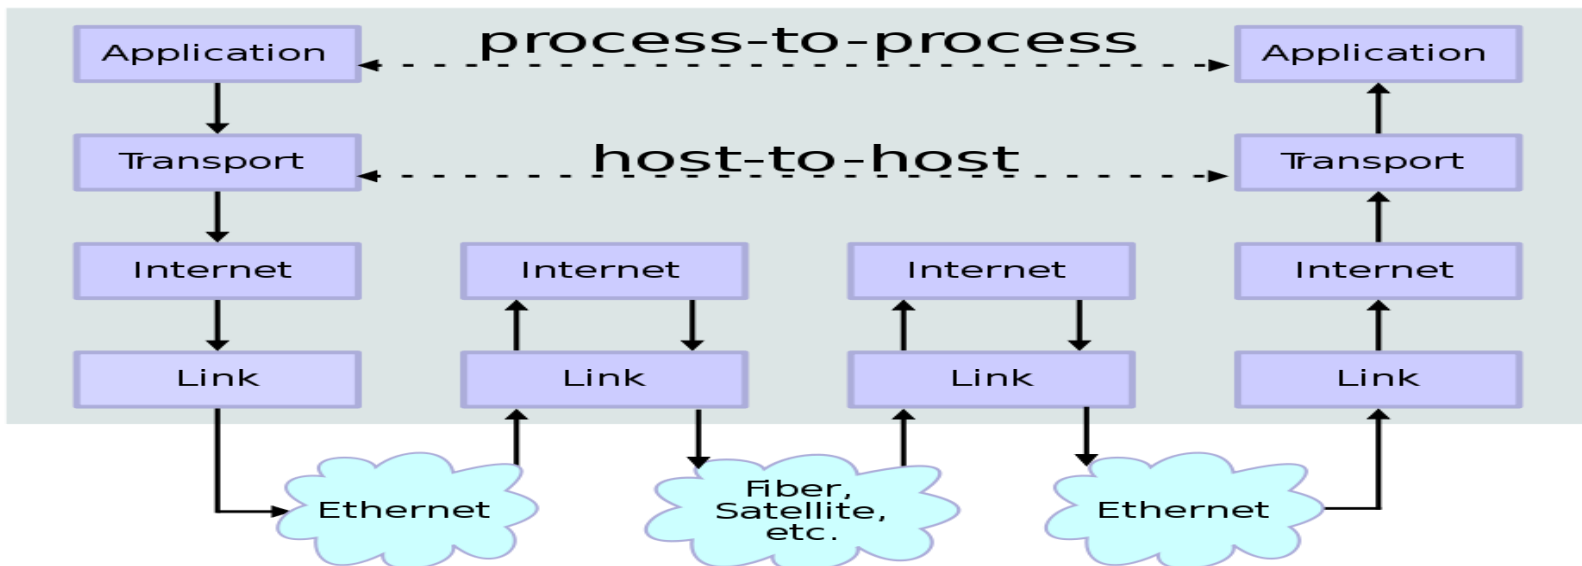 process-to-process
Application
Application
host-to-host
Transport
Transport
Internet
Internet
Internet
Internet
Link
Link
Link
Link
Ethernet
Fiber,
Satellite,
etc.
Ethernet